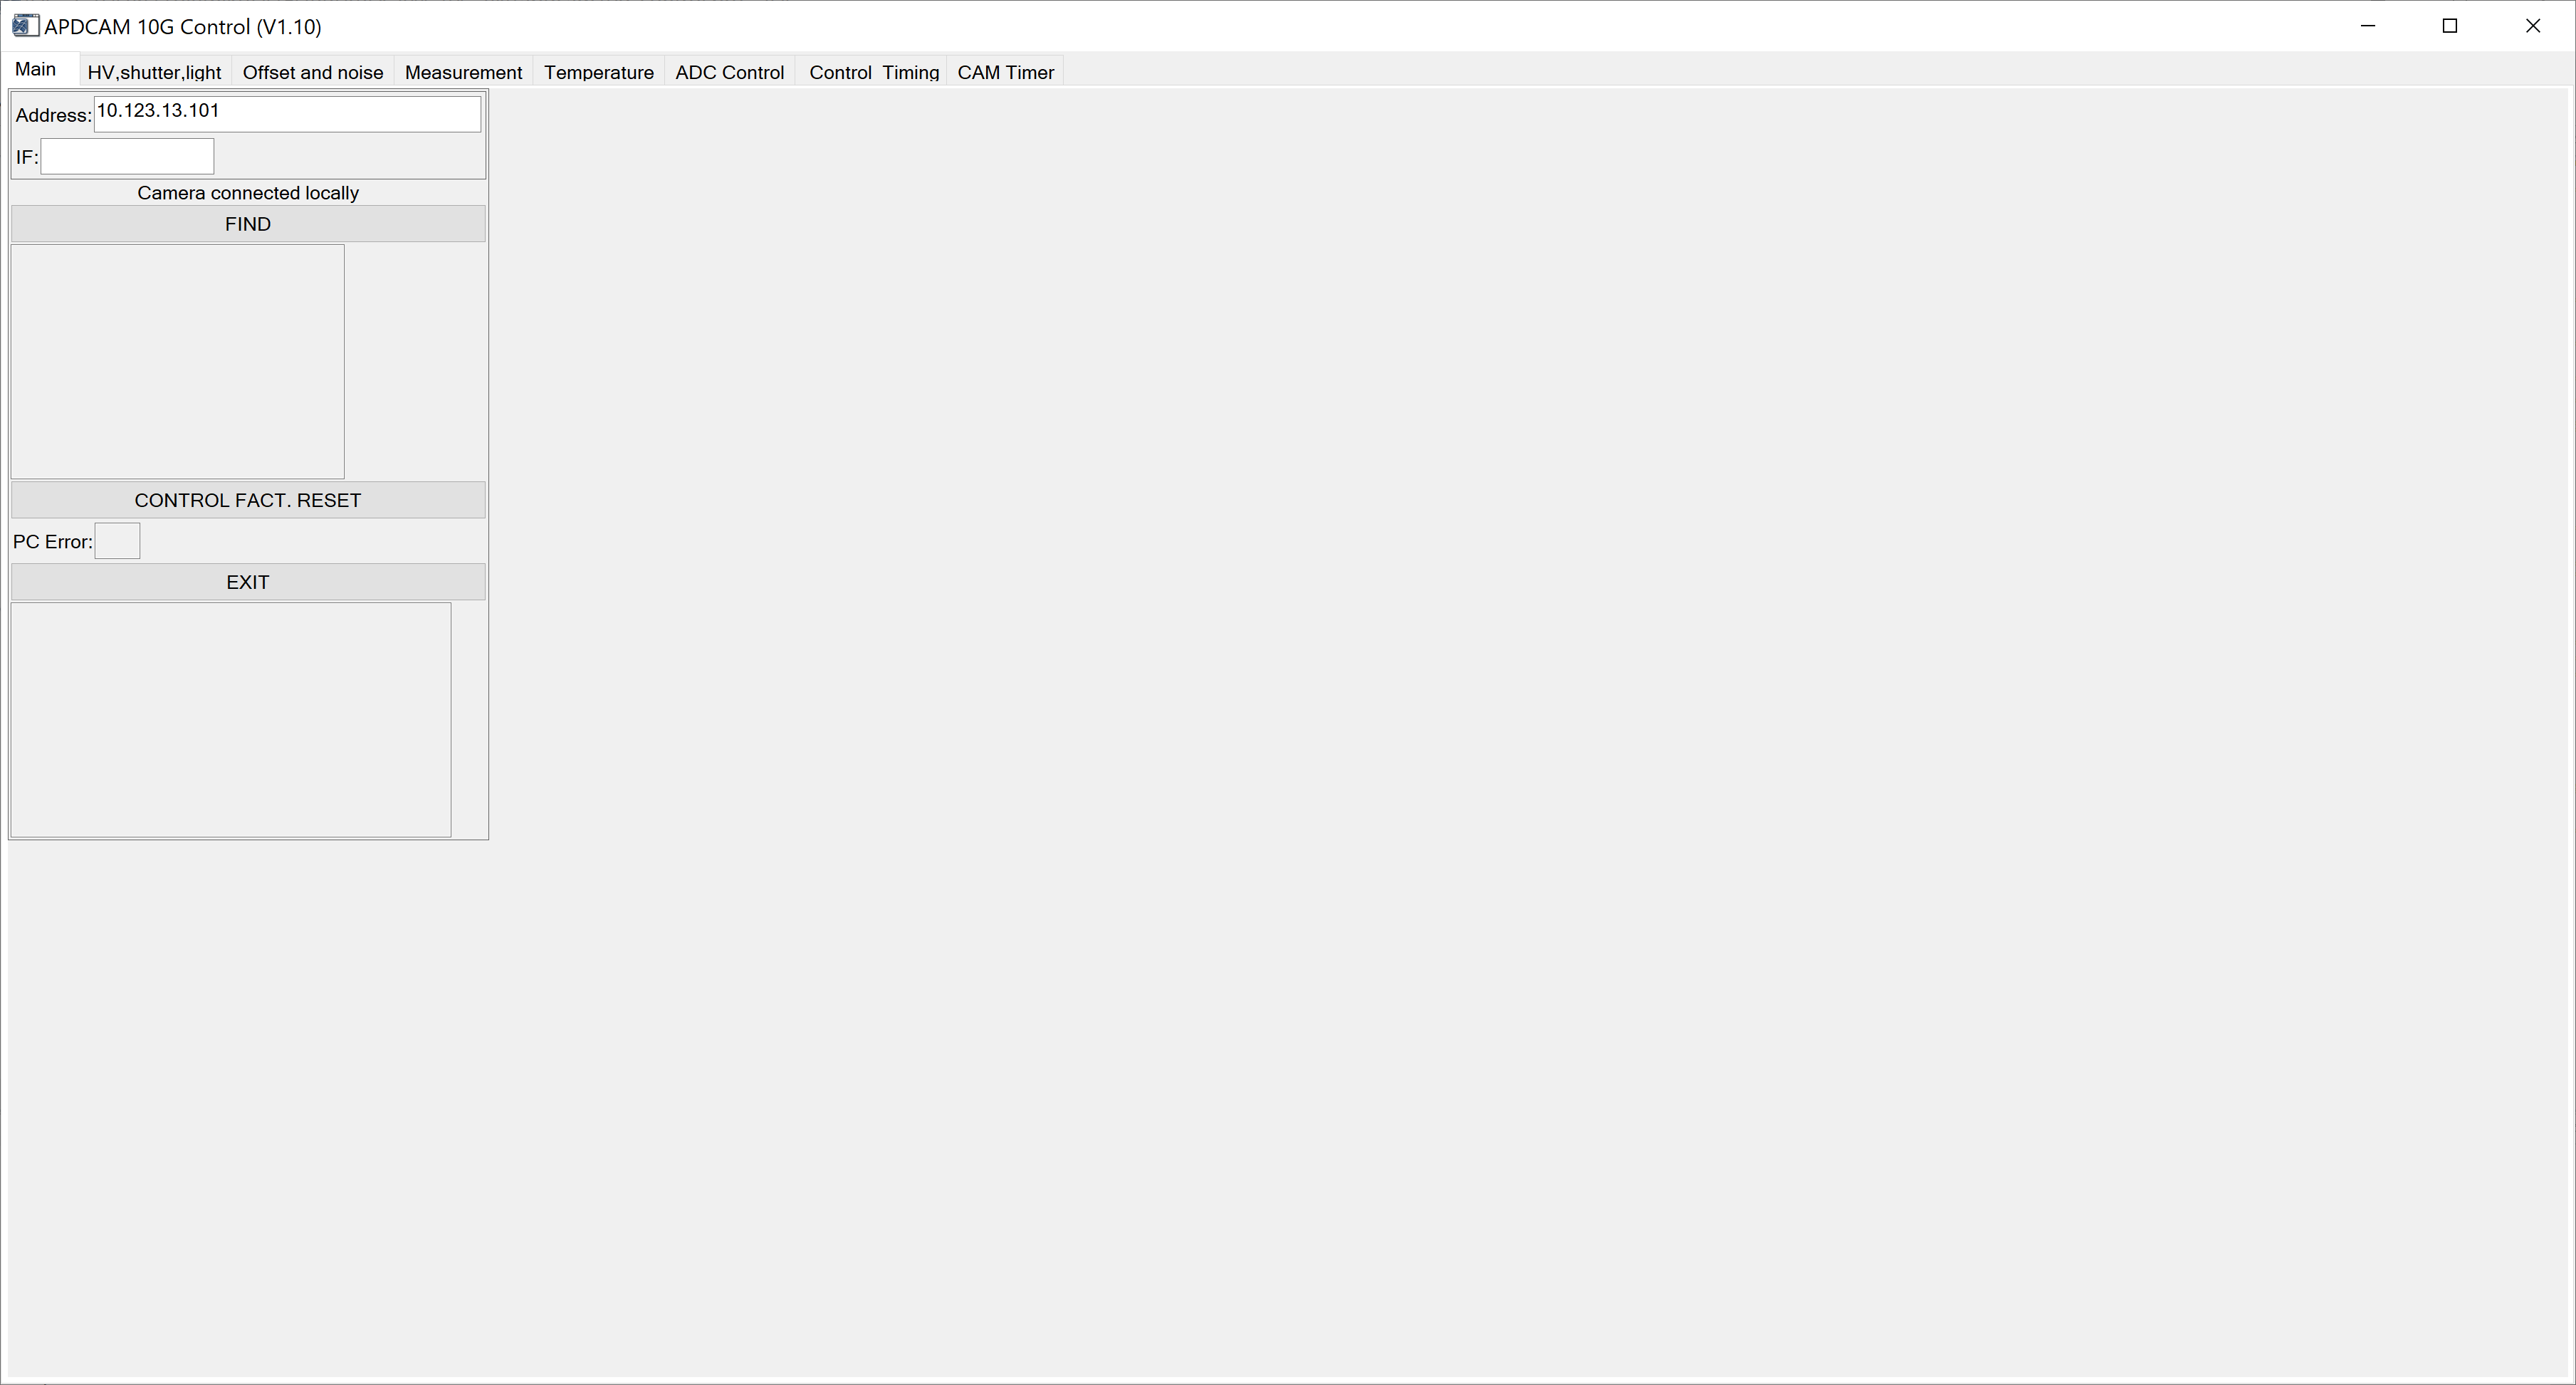 APDCAM 10G Control (V1.10)
Main HV,shutter,light Offset and noise Measurement Temperature ADC Control Control Timing CAM Timer
Address: 10.123.13.101
IF:
Camera connected locally
FIND
CONTROL FACT. RESET
PC Error:
EXIT